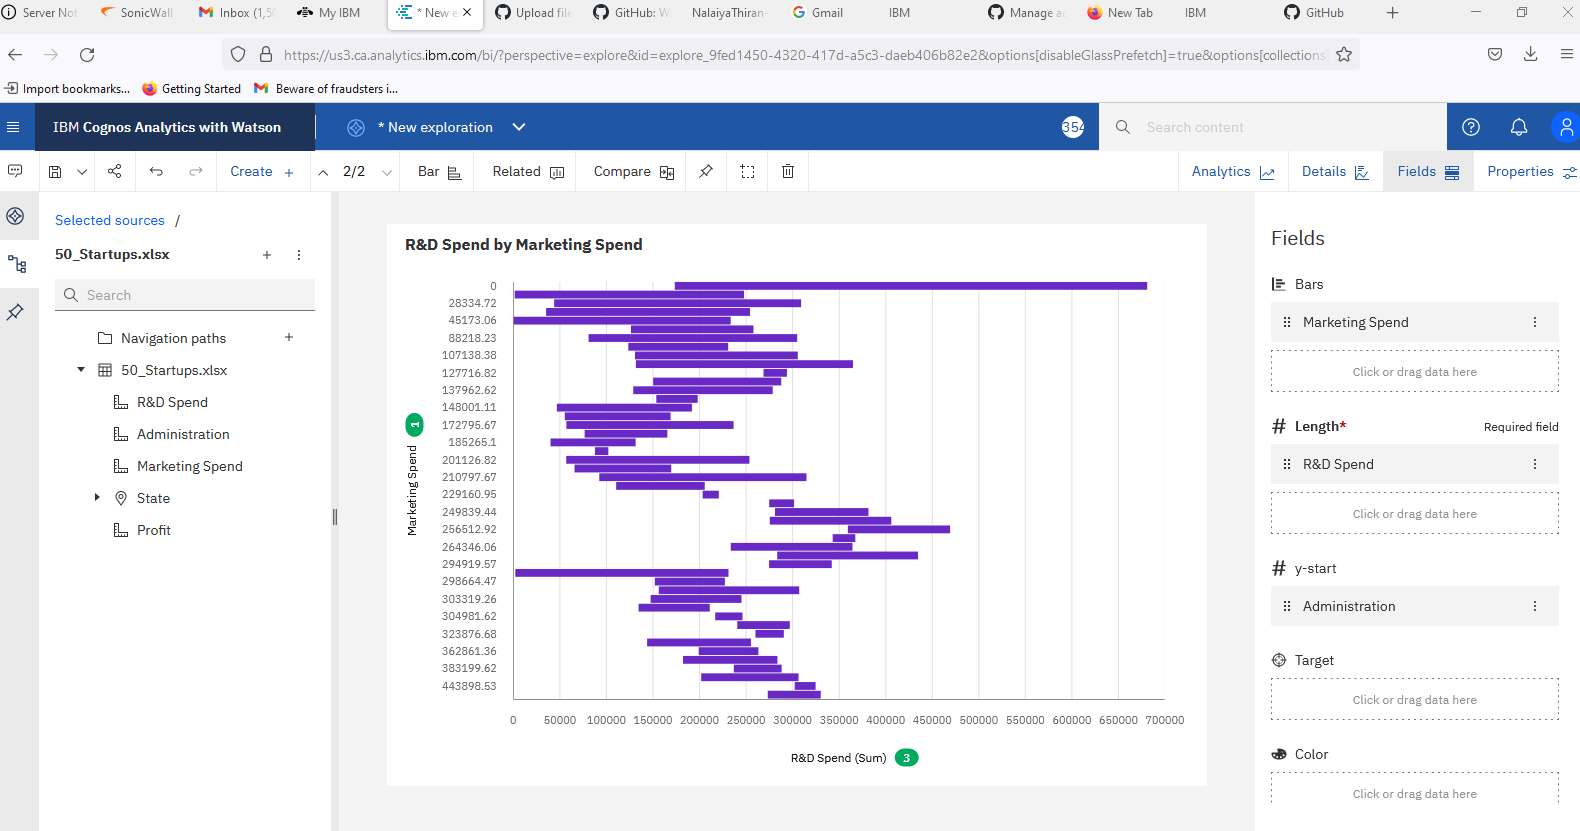 Server Not
SonicWall
Inbox (1,50
My IBM
* New e
Upload file
GitHub: W
NalaiyaThiran-
Gmail
IBM
Manage ac
New Tab
IBM
GitHub
https://us3.ca.analytics.ibm.com/bi/?perspective=explore&id=explore_9fed1450-4320-417d-a5c3-daeb406b82e2&options[disableGlassPrefetch]=true&options[collections]
Import bookmarks...
Getting Started
Beware of fraudsters i...
IBM Cognos Analytics with Watson
* New exploration
354
Search content
Create +
2/2
Bar
Related
Compare
Analytics
Details
Fields
Properties
Selected sources /
50_Startups.xlsx
Search
Navigation paths
50_Startups.xlsx
R&D Spend
Administration
Marketing Spend
State
Profit
R&D Spend by Marketing Spend
0
28334.72
45173.06
88218.23
107138.38
127716.82
137962.62
148001.11
172795.67
185265.1
201126.82
210797.67
229160.95
249839.44
256512.92
264346.06
294919.57
298664.47
303319.26
304981.62
323876.68
362861.36
383199.62
443898.53
Marketing Spend 1
0 50000 100000 150000 200000 250000 300000 350000 400000 450000 500000 550000 600000 650000 700000
R&D Spend (Sum) 3
Fields
Bars
Marketing Spend
Click or drag data here
# Length* Required field
R&D Spend
Click or drag data here
# y-start
Administration
Target
Click or drag data here
Color
Click or drag data here